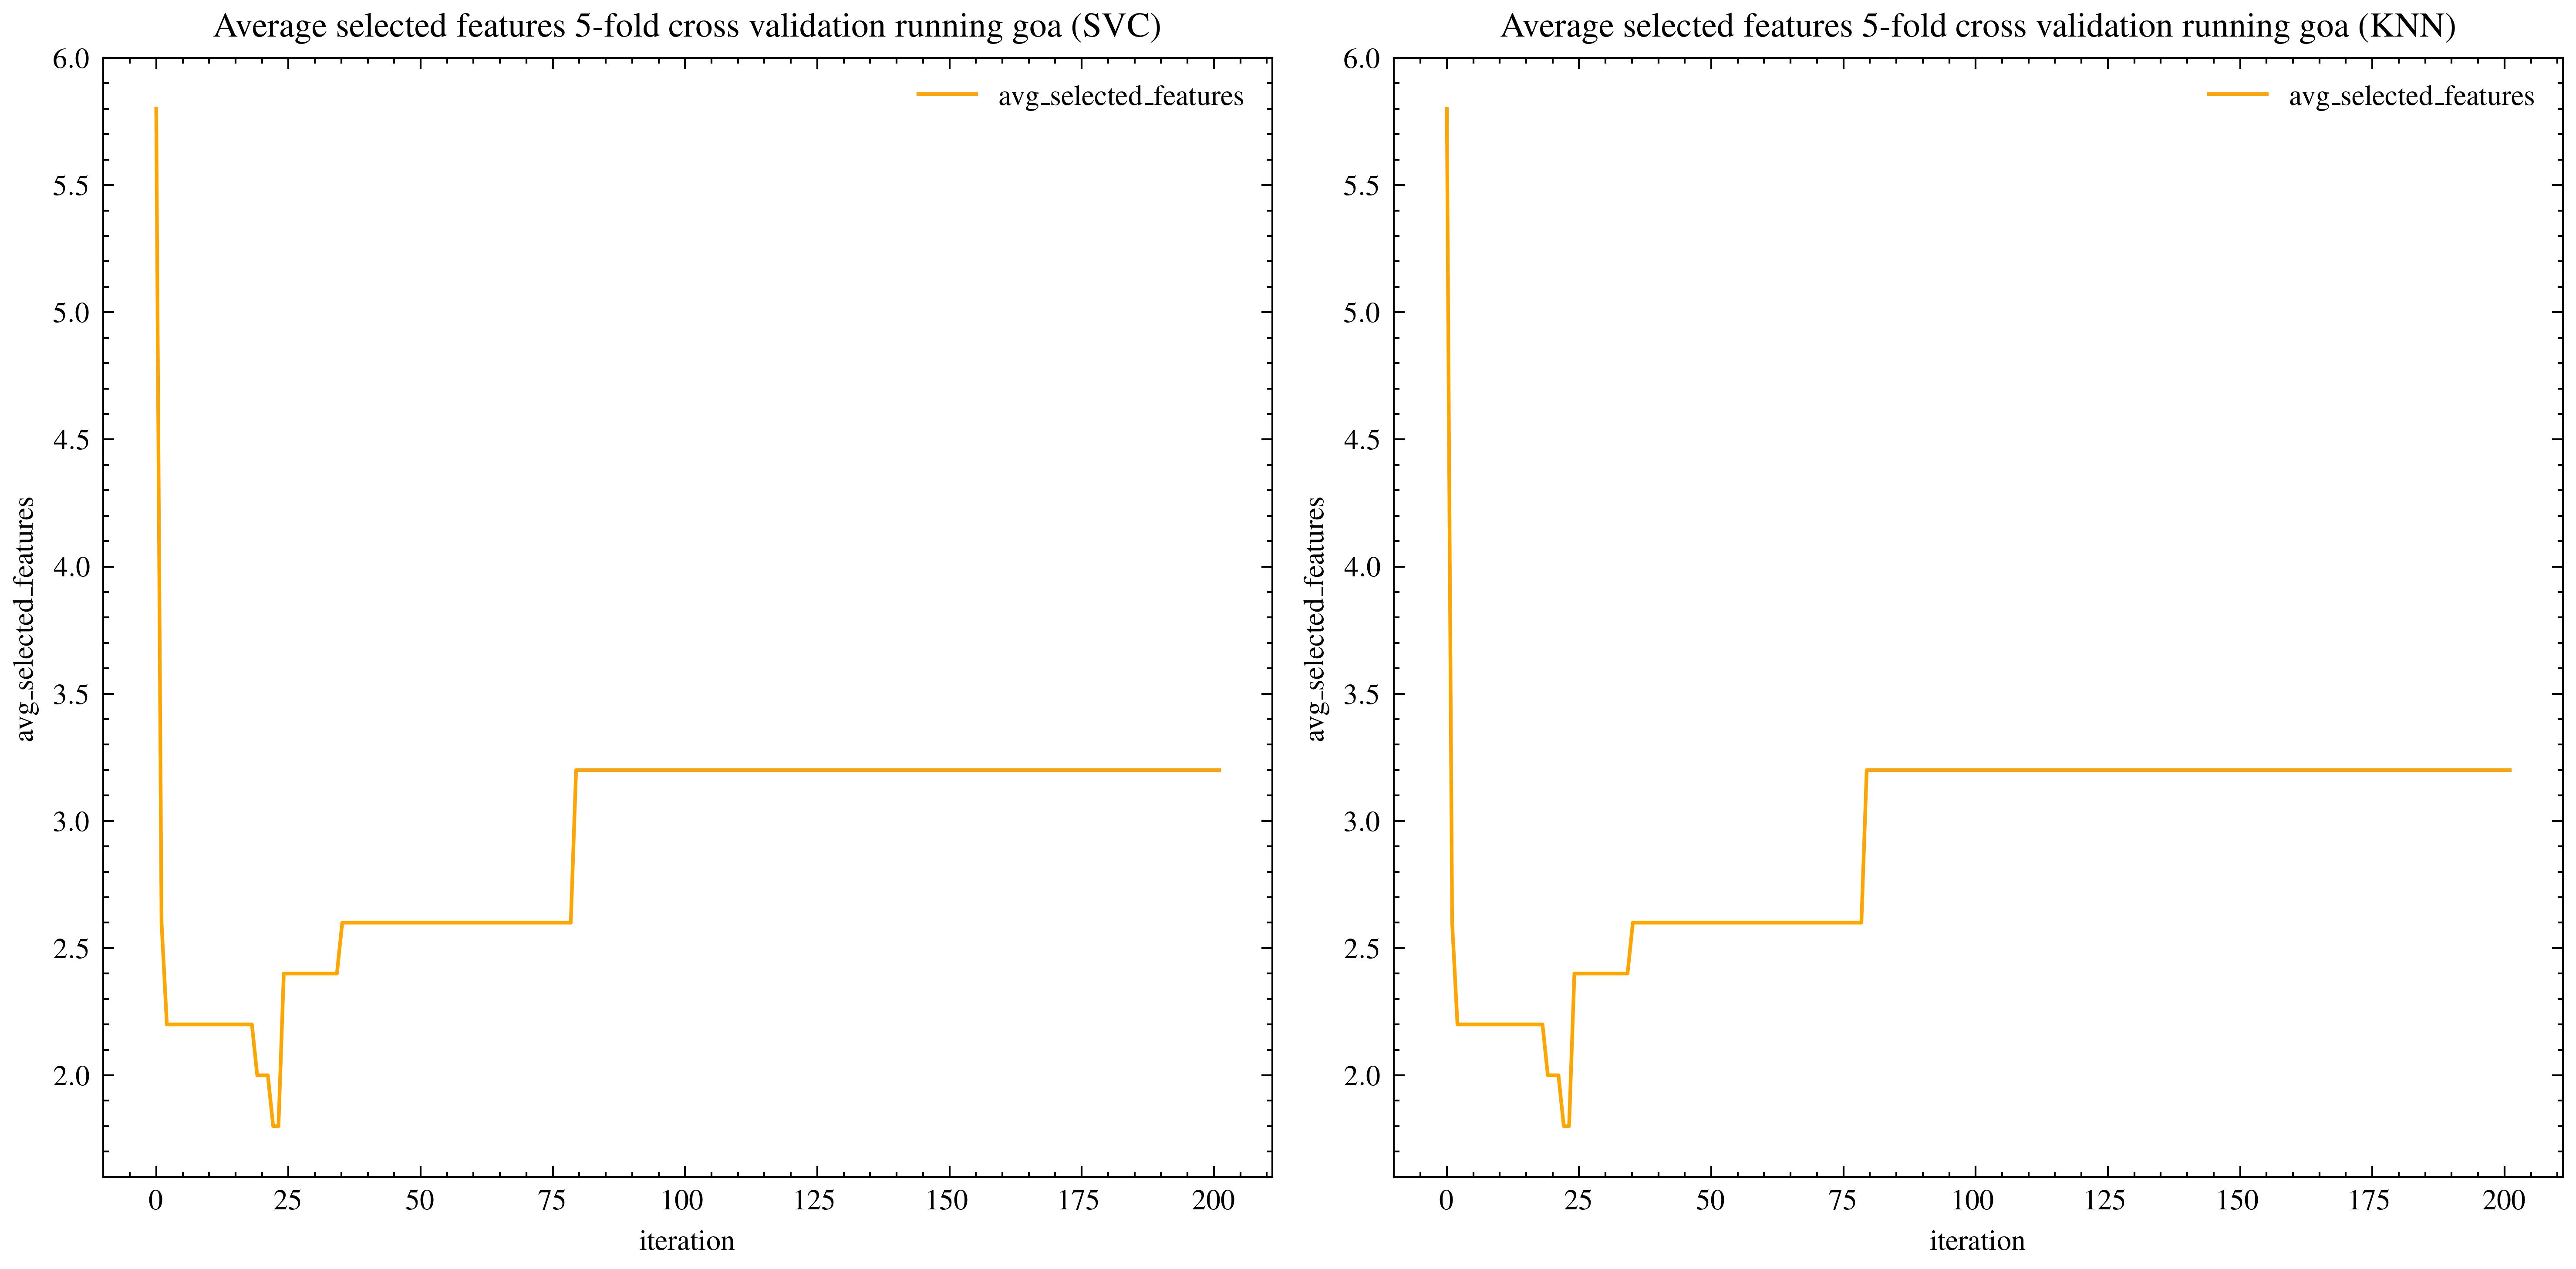 Average selected features 5-fold cross validation running goa (SVC)
avg_selected_features
6.0
5.5
5.0
4.5
4.0
3.5
3.0
2.5
2.0
avg_selected_features
0 25 50 75 100 125 150 175 200
iteration
Average selected features 5-fold cross validation running goa (KNN)
avg_selected_features
6.0
5.5
5.0
4.5
4.0
3.5
3.0
2.5
2.0
avg_selected_features
0 25 50 75 100 125 150 175 200
iteration